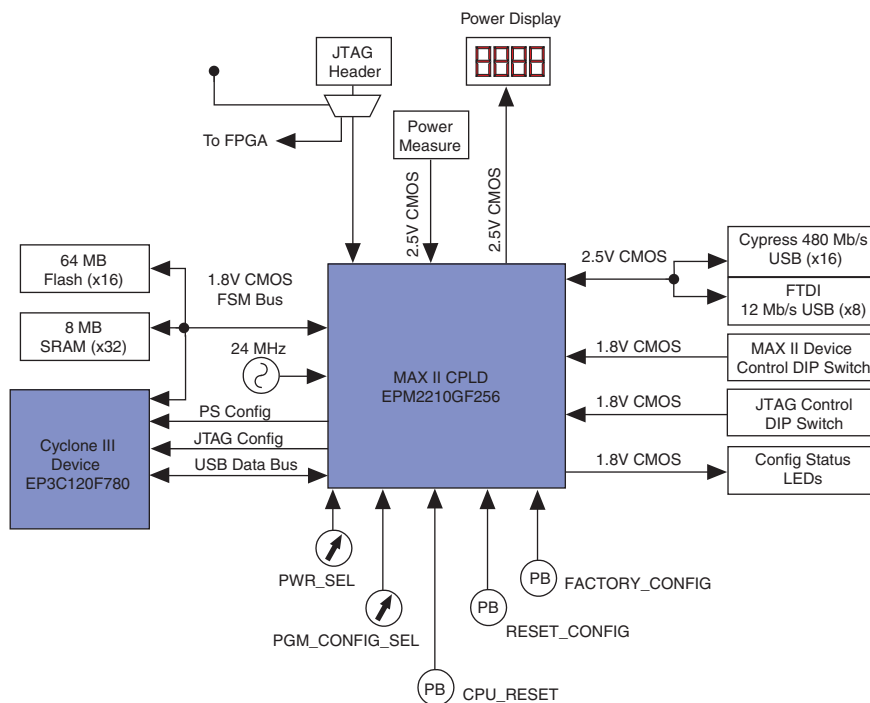 Power Display
JTAG
Header
To FPGA
Power
Measure
2.5V CMOS
2.5V CMOS
64 MB
Flash (x16)
8 MB
SRAM (x32)
1.8V CMOS
FSM Bus
24 MHz
2.5V CMOS
Cypress 480 Mb/s
USB (x16)
FTDI
12 Mb/s USB (x8)
1.8V CMOS
MAX II Device
Control DIP Switch
1.8V CMOS
JTAG Control
DIP Switch
1.8V CMOS
Config Status
LEDs
MAX II CPLD
EPM2210GF256
Cyclone III
Device
EP3C120F780
PS Config
JTAG Config
USB Data Bus
PWR_SEL
PGM_CONFIG_SEL
PB
CPU_RESET
PB
RESET_CONFIG
PB
FACTORY_CONFIG